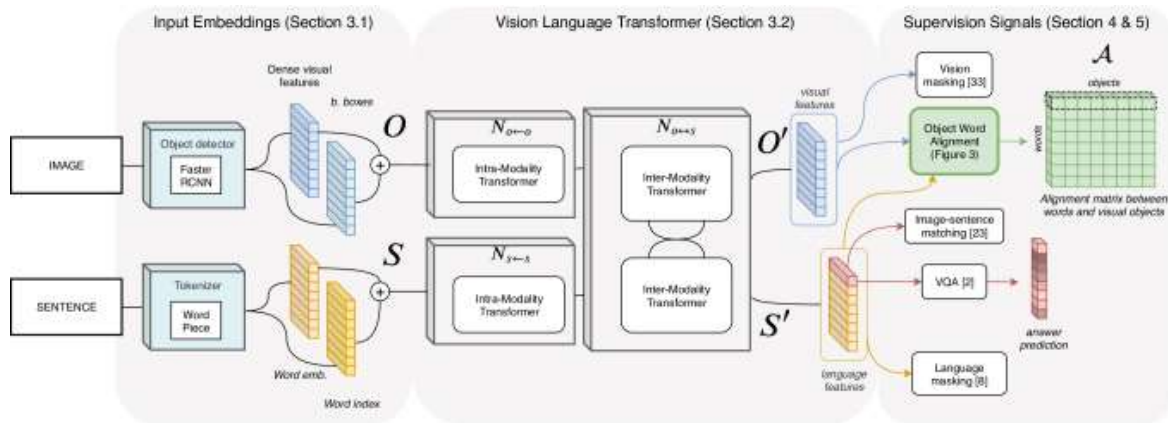 Input Embeddings (Section 3.1)
Vision Language Transformer (Section 3.2)
Supervision Signals (Section 4 & 5)
IMAGE
Object detector
Faster
RCNN
Dense visual
features
b. boxes
O
+
N o←o
Intra-Modality
Transformer
N o↔s
Inter-Modality
Transformer
O'
visual
features
Vision
masking [33]
Object Word
Alignment
(Figure 3)
A
objects
words
Alignment matrix between
words and visual objects
SENTENCE
Tokenizer
Word
Piece
Word emb.
Word index
S
+
N s←s
Intra-Modality
Transformer
Inter-Modality
Transformer
S'
language
features
Image-sentence
matching [23]
VQA [2]
answer
prediction
Language
masking [8]